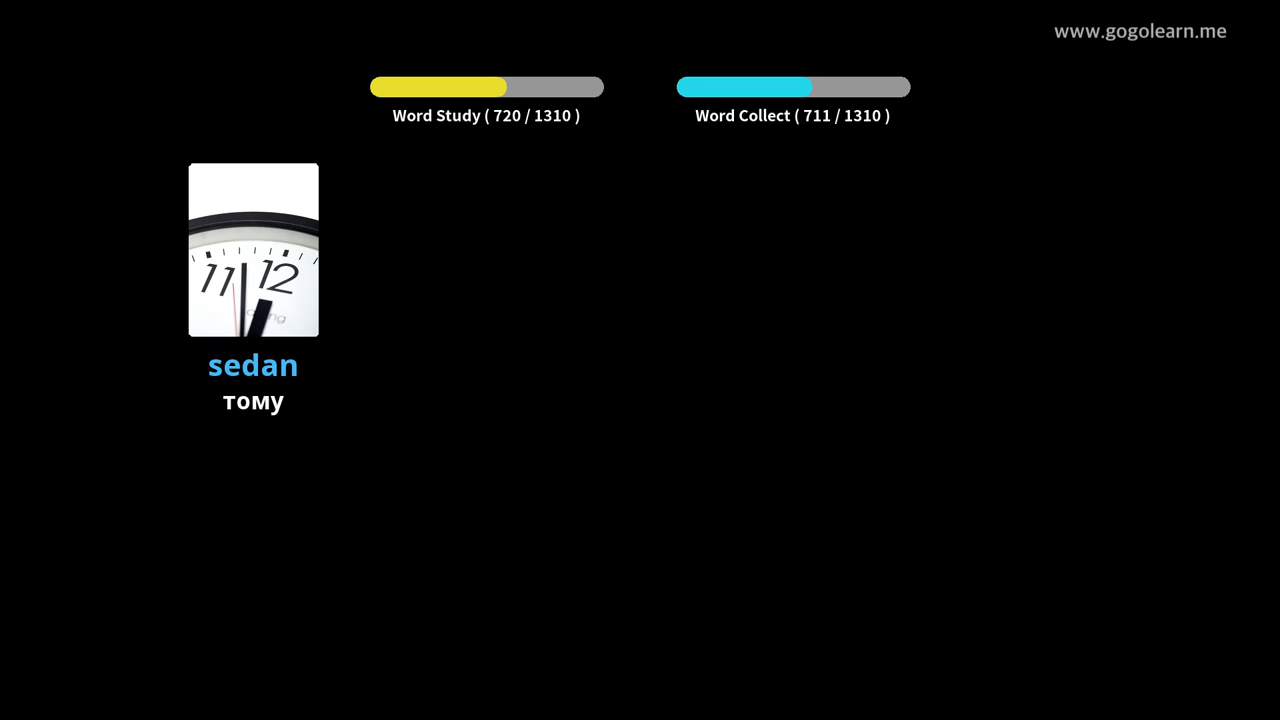 www.gogolearn.me
Word Study ( 720 / 1310 )
Word Collect ( 711 / 1310 )
11 12
sedan
тому